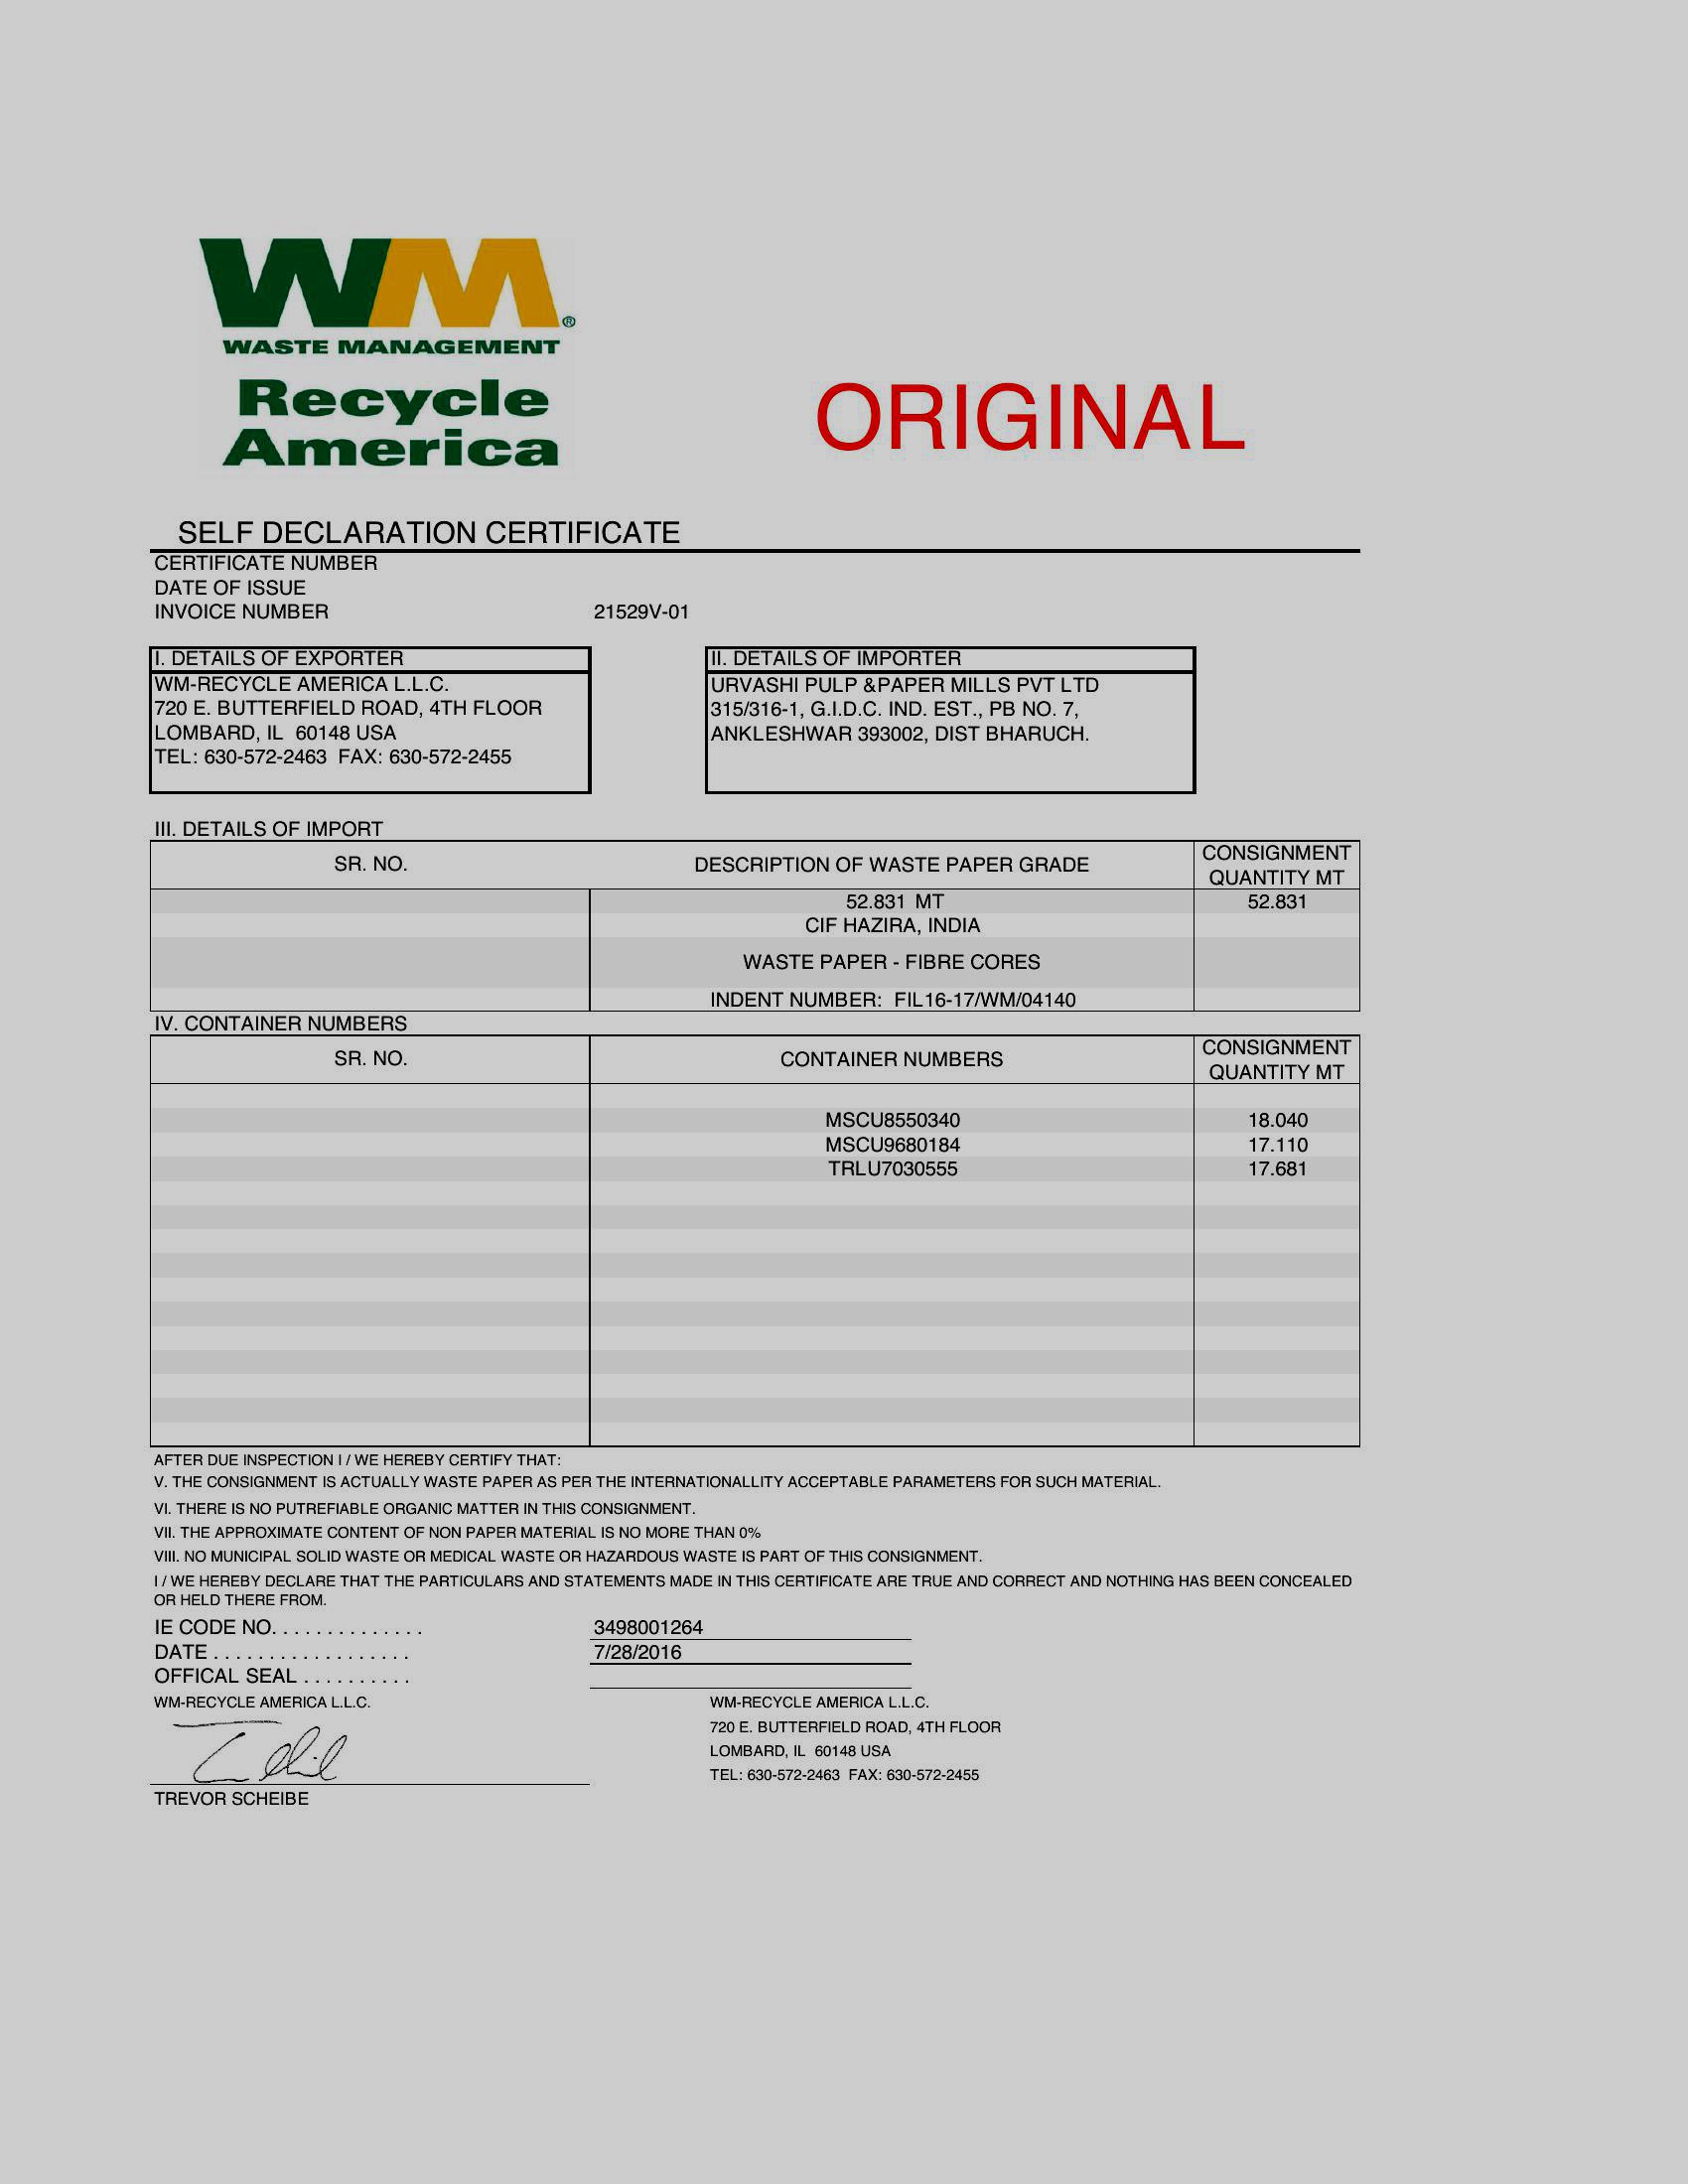 WM®
WASTE MANAGEMENT
Recycle
America
ORIGINAL
SELF DECLARATION CERTIFICATE
CERTIFICATE NUMBER
DATE OF ISSUE
INVOICE NUMBER 21529V-01
I. DETAILS OF EXPORTER
WM-RECYCLE AMERICA L.L.C.
720 E. BUTTERFIELD ROAD, 4TH FLOOR
LOMBARD, IL 60148 USA
TEL: 630-572-2463 FAX: 630-572-2455
II. DETAILS OF IMPORTER
URVASHI PULP &PAPER MILLS PVT LTD
315/316-1, G.I.D.C. IND. EST., PB NO. 7,
ANKLESHWAR 393002, DIST BHARUCH.
III. DETAILS OF IMPORT
SR. NO. DESCRIPTION OF WASTE PAPER GRADE CONSIGNMENT
QUANTITY MT
52.831 MT 52.831
CIF HAZIRA, INDIA
WASTE PAPER - FIBRE CORES
INDENT NUMBER: FIL16-17/WM/04140
IV. CONTAINER NUMBERS
SR. NO. CONTAINER NUMBERS CONSIGNMENT
QUANTITY MT
MSCU8550340 18.040
MSCU9680184 17.110
TRLU7030555 17.681
AFTER DUE INSPECTION I / WE HEREBY CERTIFY THAT:
V. THE CONSIGNMENT IS ACTUALLY WASTE PAPER AS PER THE INTERNATIONALLITY ACCEPTABLE PARAMETERS FOR SUCH MATERIAL.
VI. THERE IS NO PUTREFIABLE ORGANIC MATTER IN THIS CONSIGNMENT.
VII. THE APPROXIMATE CONTENT OF NON PAPER MATERIAL IS NO MORE THAN 0%
VIII. NO MUNICIPAL SOLID WASTE OR MEDICAL WASTE OR HAZARDOUS WASTE IS PART OF THIS CONSIGNMENT.
I / WE HEREBY DECLARE THAT THE PARTICULARS AND STATEMENTS MADE IN THIS CERTIFICATE ARE TRUE AND CORRECT AND NOTHING HAS BEEN CONCEALED
OR HELD THERE FROM.
IE CODE NO. . . . . . . . . . . . . . 3498001264
DATE . . . . . . . . . . . . . . . . . . 7/28/2016
OFFICAL SEAL . . . . . . . . . .
WM-RECYCLE AMERICA L.L.C.
TREVOR SCHEIBE
WM-RECYCLE AMERICA L.L.C.
720 E. BUTTERFIELD ROAD, 4TH FLOOR
LOMBARD, IL 60148 USA
TEL: 630-572-2463 FAX: 630-572-2455